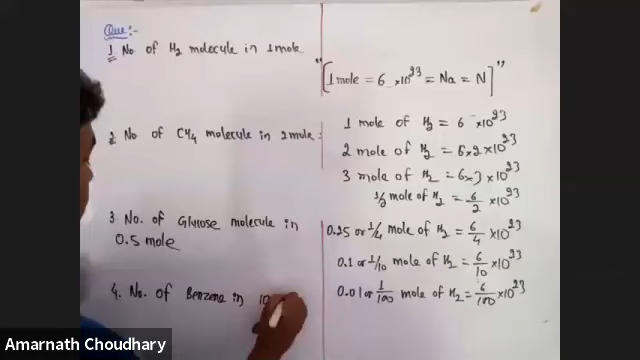 Que:-
1 No. of H2 molecule in 1 mole
"[1 mole = 6 ×10^23 = Na = N]"
2. No of CH4 molecule in 2 mole =
1 mole of H2 = 6 ×10^23
2 mole of H2 = 6×2×10^23
3 mole of H2 = 6×3×10^23
1/2 mole of H2 = 6/2 ×10^23
3. No. of Glucose molecule in
0.5 mole
0.25 or 1/4 mole of H2 = 6/4 ×10^23
0.1 or 1/10 mole of H2 = 6/10 ×10^23
4. No. of Benzene in 10
0.01 or 1/100 mole of H2 = 6/100 ×10^23
Amarnath Choudhary